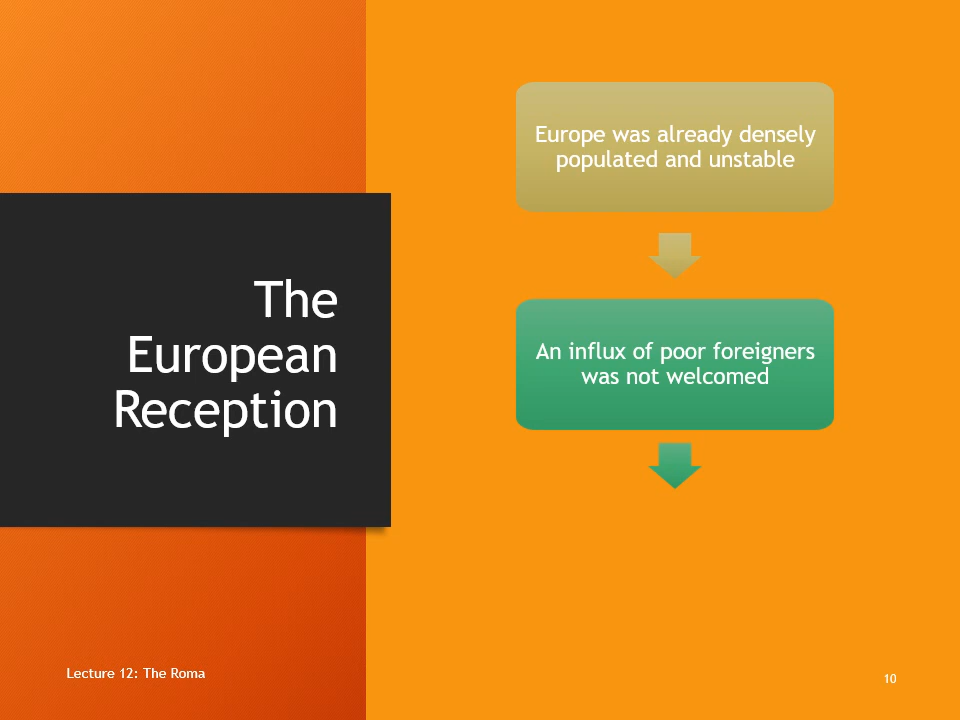 The
European
Reception
Europe was already densely
populated and unstable
An influx of poor foreigners
was not welcomed
Lecture 12: The Roma
10